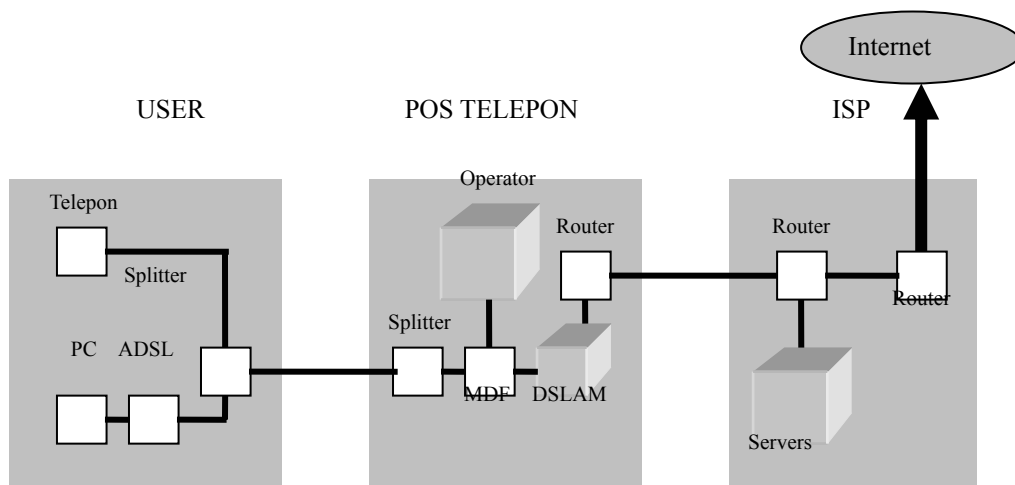 Internet
USER
POS TELEPON
ISP
Operator
Telepon
Router
Router
Splitter
Router
Splitter
PC
ADSL
MDF
DSLAM
Servers